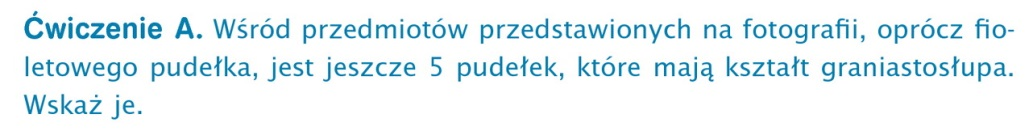 Ćwiczenie A. Wśród przedmiotów przedstawionych na fotografii, oprócz fio-
letowego pudełka, jest jeszcze 5 pudełek, które mają kształt graniastosłupa.
Wskaż je.